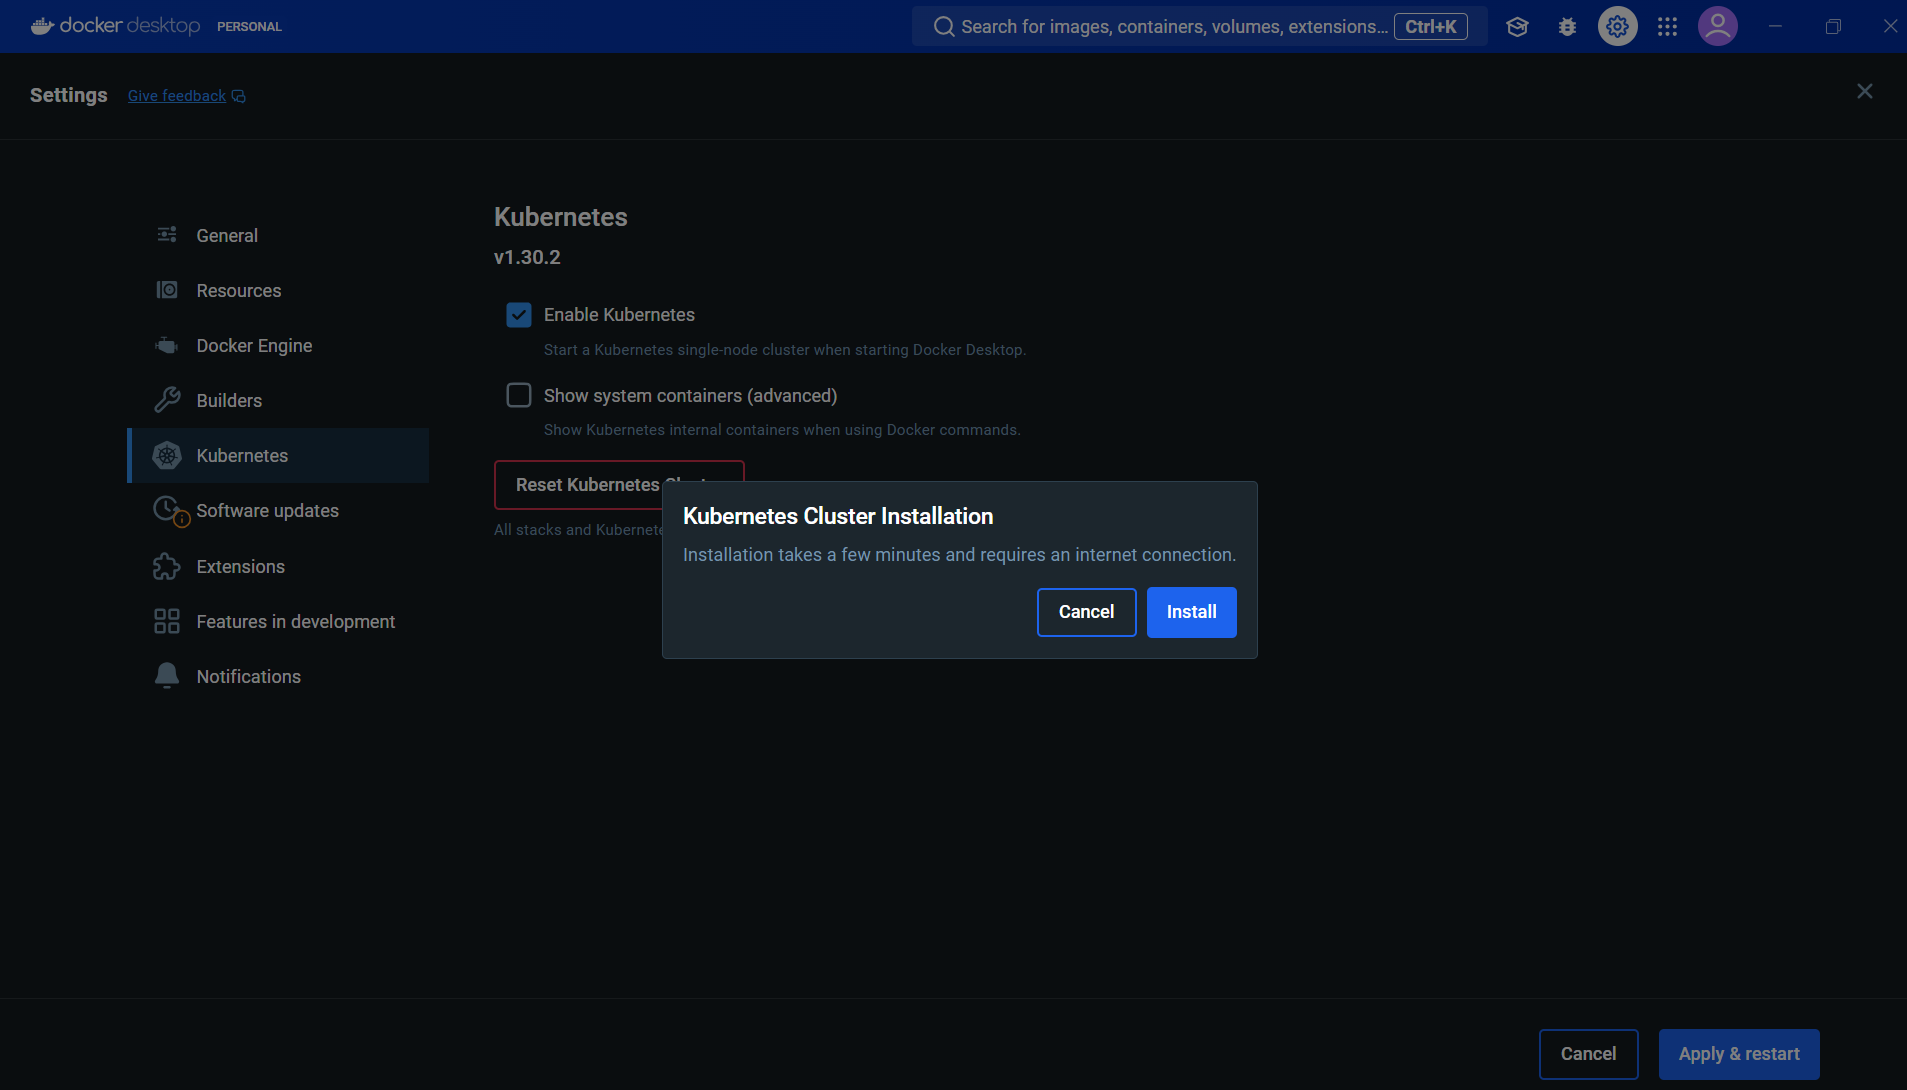 docker desktop PERSONAL
Search for images, containers, volumes, extensions... Ctrl+K
Settings Give feedback
General
Resources
Docker Engine
Builders
Kubernetes
Software updates
Extensions
Features in development
Notifications
Kubernetes
v1.30.2
Enable Kubernetes
Start a Kubernetes single-node cluster when starting Docker Desktop.
Show system containers (advanced)
Show Kubernetes internal containers when using Docker commands.
Reset Kubernetes
All stacks and
Kubernetes Cluster Installation
Installation takes a few minutes and requires an internet connection.
Cancel Install
Cancel Apply & restart